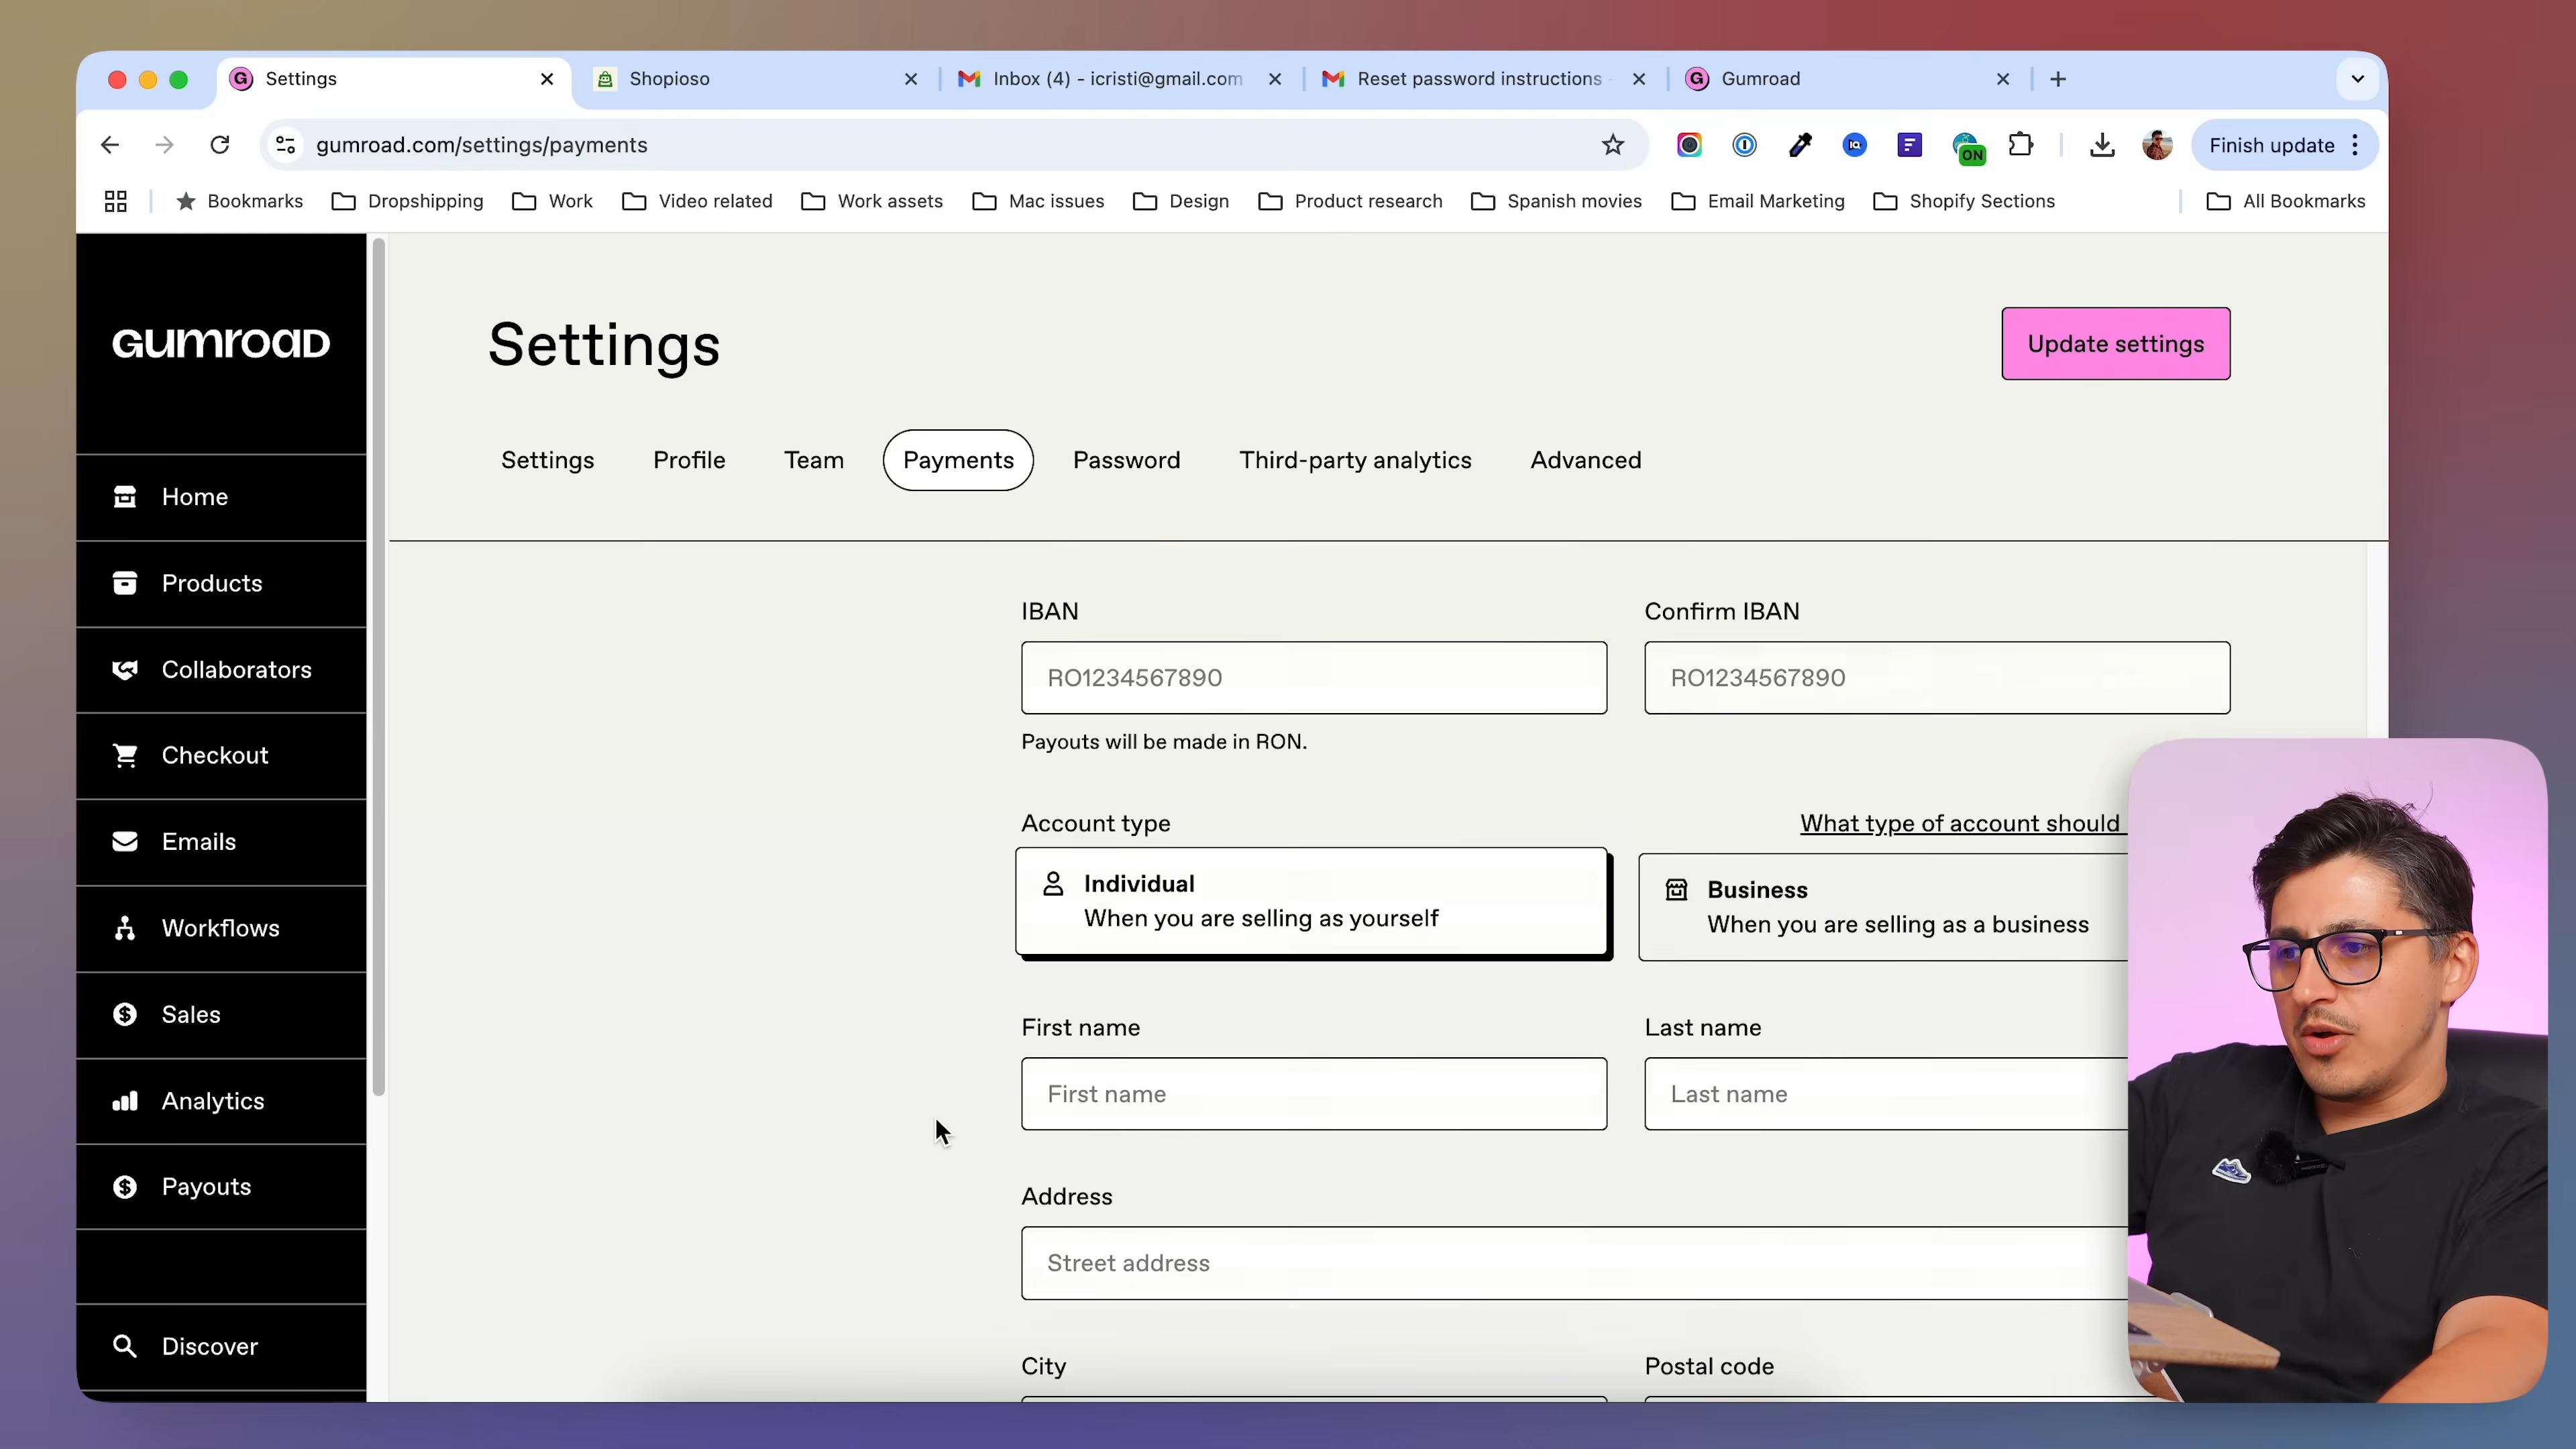 Settings
Shopioso
Inbox (4) - icristi@gmail.com
Reset password instructions -
Gumroad
gumroad.com/settings/payments
ON
Finish update
Bookmarks
Dropshipping
Work
Video related
Work assets
Mac issues
Design
Product research
Spanish movies
Email Marketing
Shopify Sections
All Bookmarks
GUMROAD
Home
Products
Collaborators
Checkout
Emails
Workflows
Sales
Analytics
Payouts
Discover
Settings
Update settings
Settings
Profile
Team
Payments
Password
Third-party analytics
Advanced
IBAN
Confirm IBAN
RO1234567890
RO1234567890
Payouts will be made in RON.
Account type
What type of account should
Individual
When you are selling as yourself
Business
When you are selling as a business
First name
Last name
First name
Last name
Address
Street address
City
Postal code